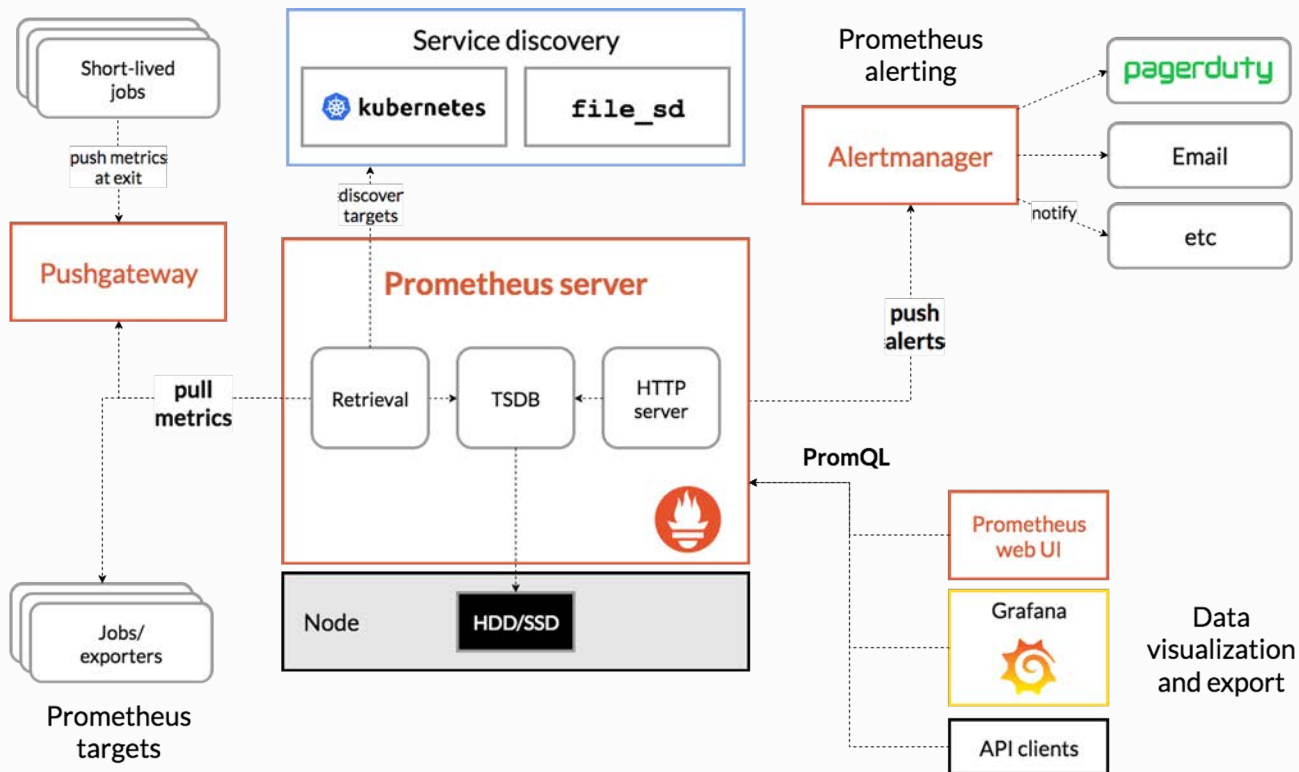 Short-lived
jobs
push metrics
at exit
Pushgateway
Service discovery
kubernetes
file_sd
discover
targets
Prometheus
alerting
Alertmanager
pagerduty
Email
notify
etc
Prometheus server
Retrieval
TSDB
HTTP
server
pull
metrics
push
alerts
PromQL
Node
HDD/SSD
Jobs/
exporters
Prometheus
targets
Prometheus
web UI
Grafana
API clients
Data
visualization
and export